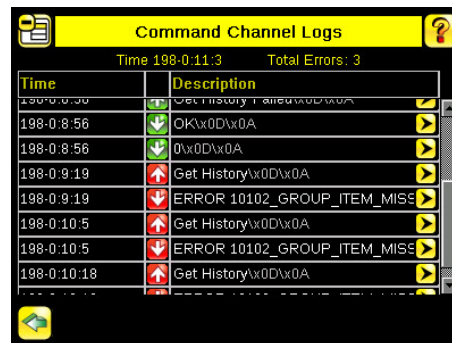 Command Channel Logs
?
Time 198-0:11:3 Total Errors: 3
Time Description
198-0:8:56 OK\x0D\x0A
198-0:8:56 0\x0D\x0A
198-0:9:19 Get History\x0D\x0A
198-0:9:19 ERROR 10102_GROUP_ITEM_MISS
198-0:10:5 Get History\x0D\x0A
198-0:10:5 ERROR 10102_GROUP_ITEM_MISS
198-0:10:18 Get History\x0D\x0A